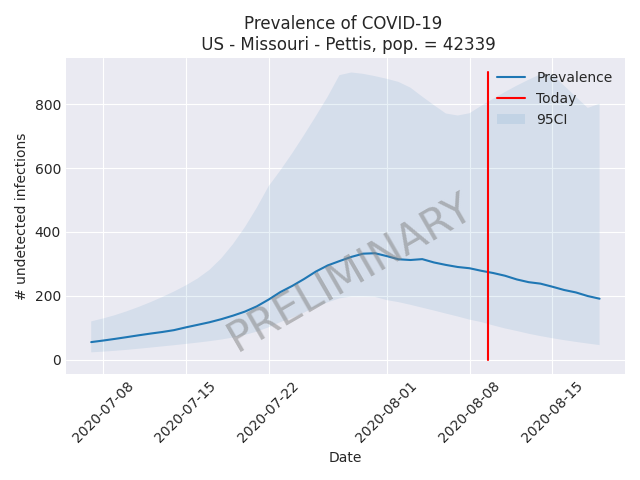 Prevalence of COVID-19
US - Missouri - Pettis, pop. = 42339
Prevalence
Today
95CI
# undetected infections
800
600
400
200
0
PRELIMINARY
2020-07-08
2020-07-15
2020-07-22
2020-08-01
2020-08-08
2020-08-15
Date